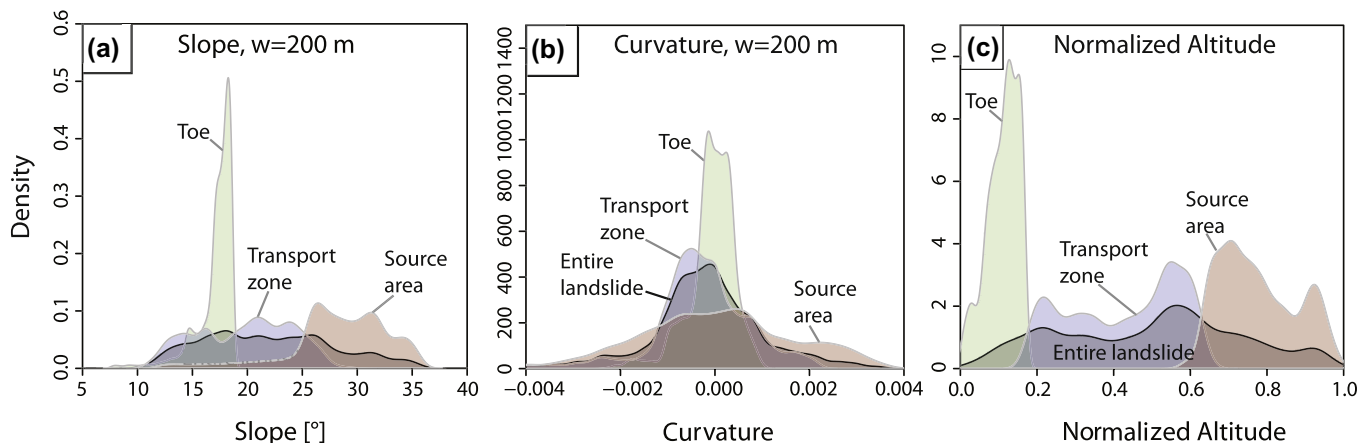 (a)
Slope, w=200 m
0.6
0.5
0.4
0.3
0.2
0.1
0.0
Density
Toe
Transport
zone
Source
area
5
10
15
20
25
30
35
40
Slope [°]
(b)
Curvature, w=200 m
1400
1200
1000
800
600
400
200
0
Toe
Transport
zone
Entire
landslide
Source
area
−0.004
−0.002
0.000
0.002
0.004
Curvature
(c)
Normalized Altitude
10
8
6
4
2
0
Toe
Source
area
Transport
zone
Entire landslide
0.0
0.2
0.4
0.6
0.8
1.0
Normalized Altitude